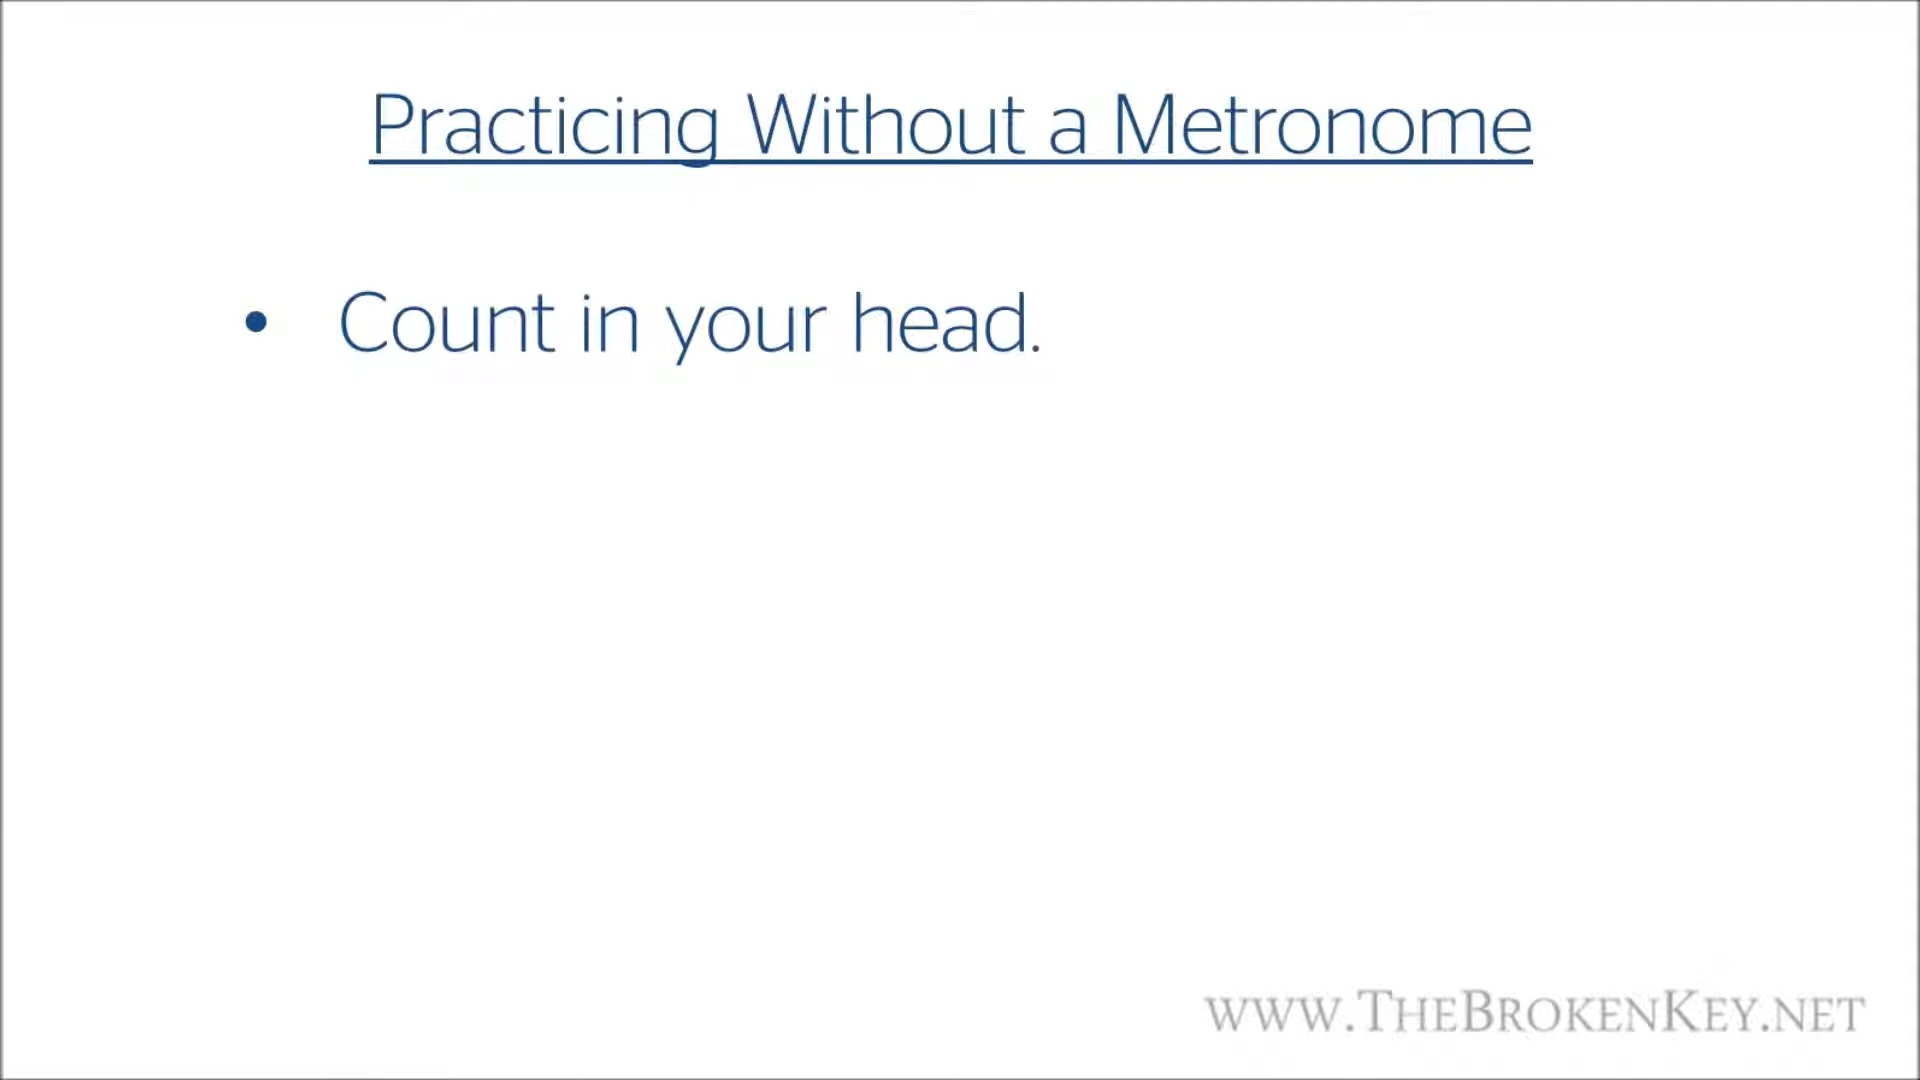 Practicing Without a Metronome
• Count in your head.
www.TheBrokenKey.net